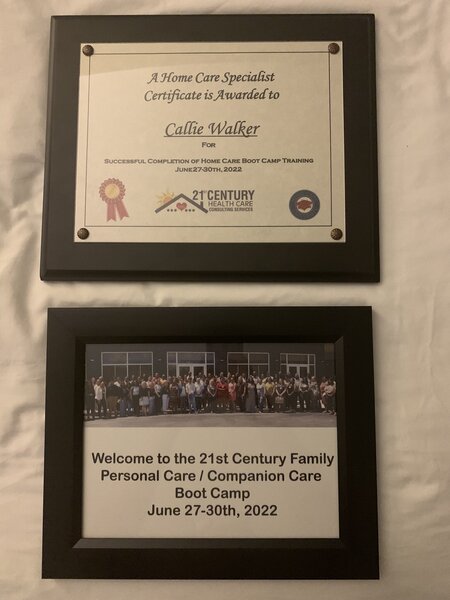 A Home Care Specialist
Certificate is Awarded to
Callie Walker
FOR
SUCCESSFUL COMPLETION OF HOME CARE BOOT CAMP TRAINING
JUNE 27-30TH, 2022
21ST CENTURY
HEALTH CARE
CONSULTING SERVICES
Welcome to the 21st Century Family
Personal Care / Companion Care
Boot Camp
June 27-30th, 2022